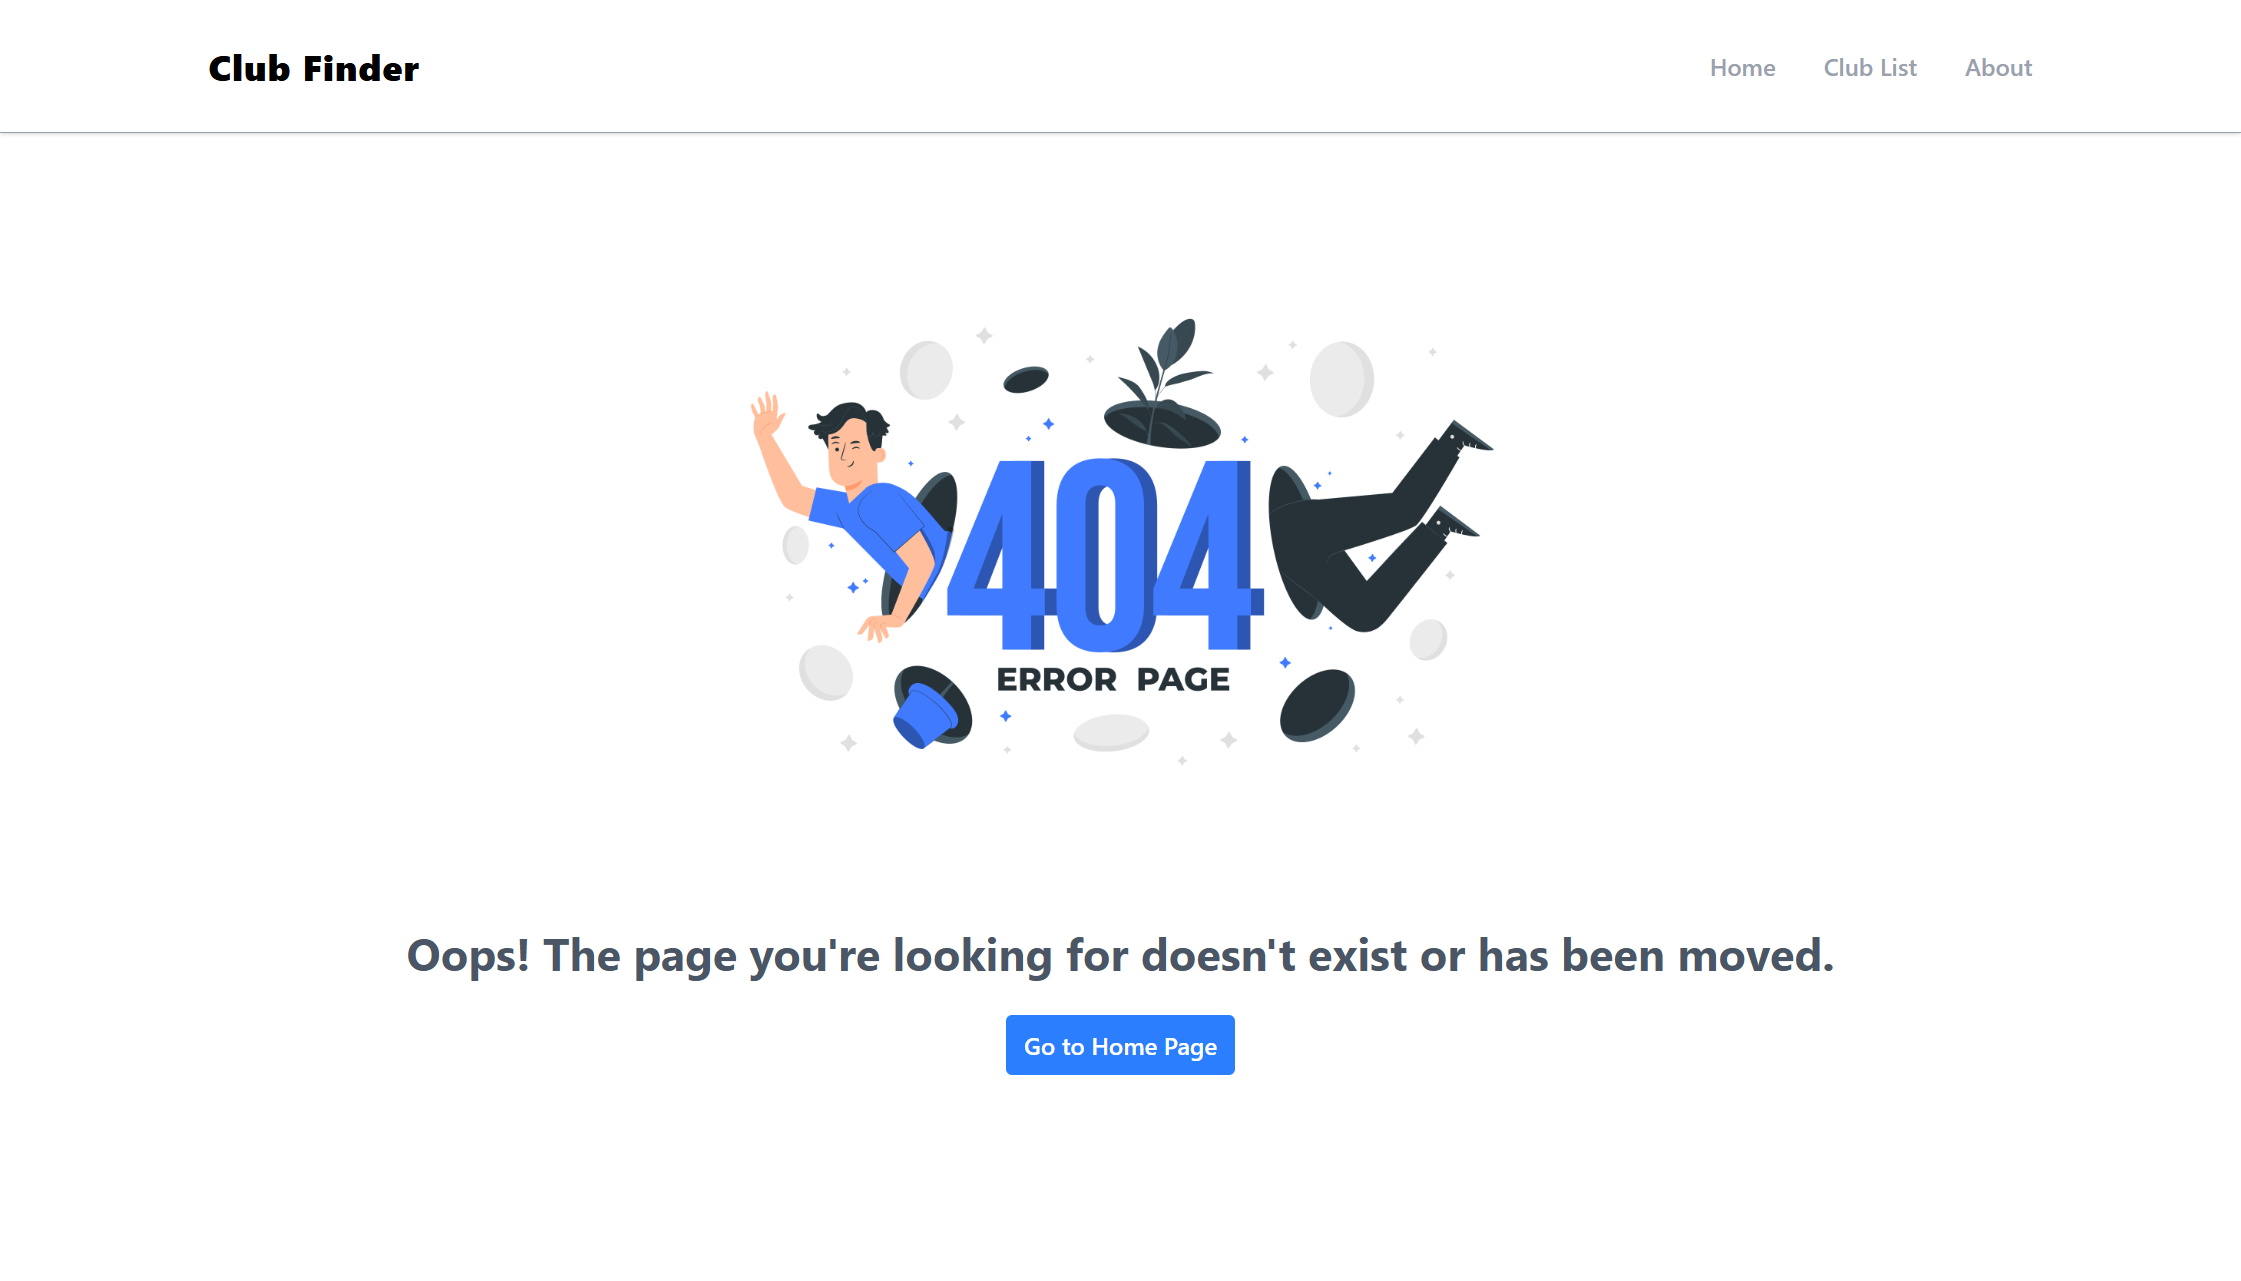 Club Finder
Home
Club List
About
404
ERROR PAGE
Oops! The page you're looking for doesn't exist or has been moved.
Go to Home Page